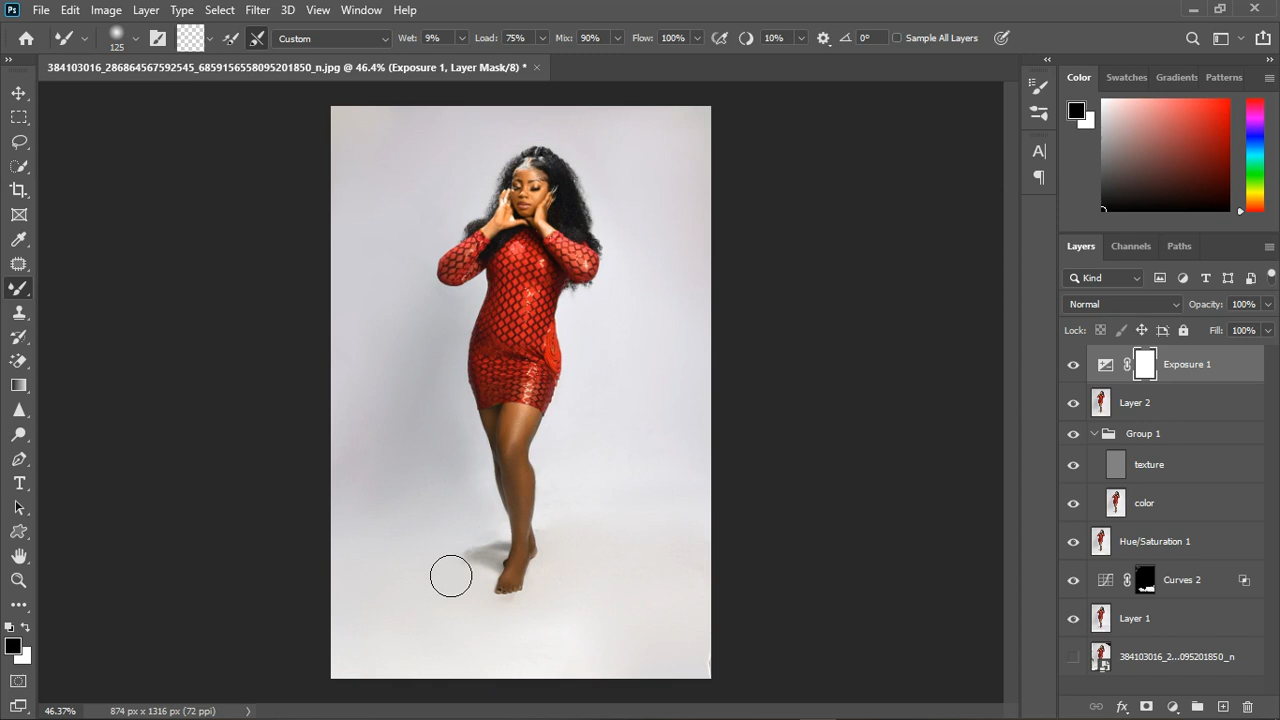 Ps File Edit Image Layer Type Select Filter 3D View Window Help
125 Custom Wet: 9% Load: 75% Mix: 90% Flow: 100% 10% 0° Sample All Layers
384103016_286864567592545_6859156558095201850_n.jpg @ 46.4% (Exposure 1, Layer Mask/8) * ×
Color Swatches Gradients Patterns
Layers Channels Paths
Kind
Normal Opacity: 100%
Lock: Fill: 100%
Exposure 1
Layer 2
Group 1
texture
color
Hue/Saturation 1
Curves 2
Layer 1
384103016_2...095201850_n
46.37% 874 px x 1316 px (72 ppi)